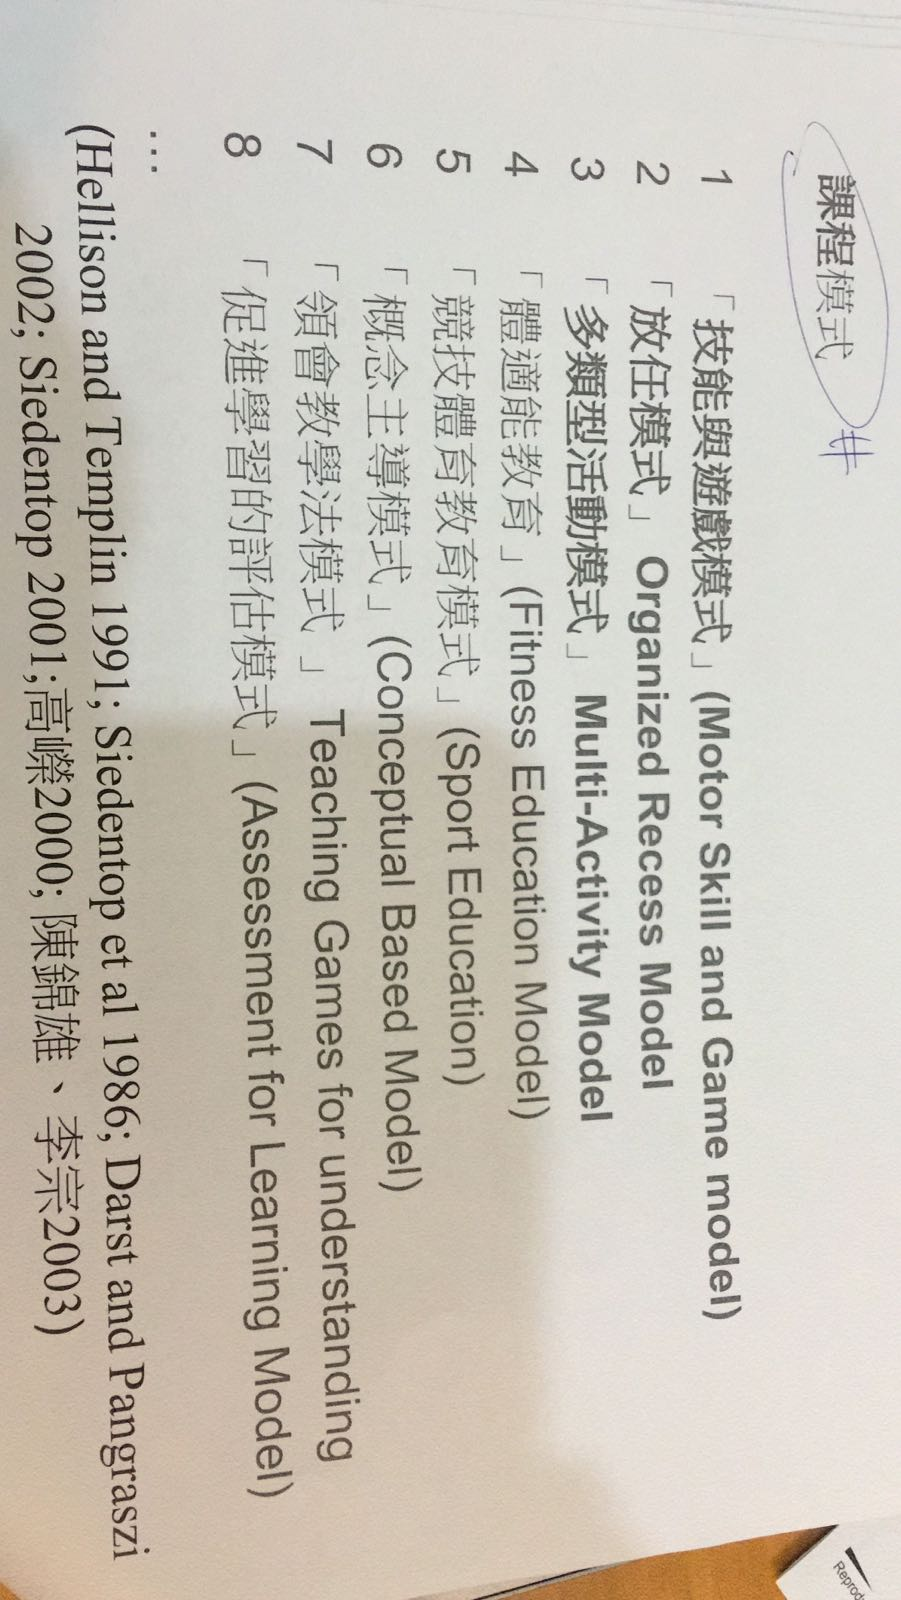 課程模式 #
1 「技能與遊戲模式」(Motor Skill and Game model)
2 「放任模式」 Organized Recess Model
3 「多類型活動模式」 Multi-Activity Model
4 「體適能教育」(Fitness Education Model)
5 「競技體育教育模式」(Sport Education)
6 「概念主導模式」(Conceptual Based Model)
7 「領會教學法模式 」 Teaching Games for understanding
8 「促進學習的評估模式」(Assessment for Learning Model)
…
(Hellison and Templin 1991; Siedentop et al 1986; Darst and Pangraszi
2002; Siedentop 2001;高嶸2000; 陳錦雄、李宗2003)